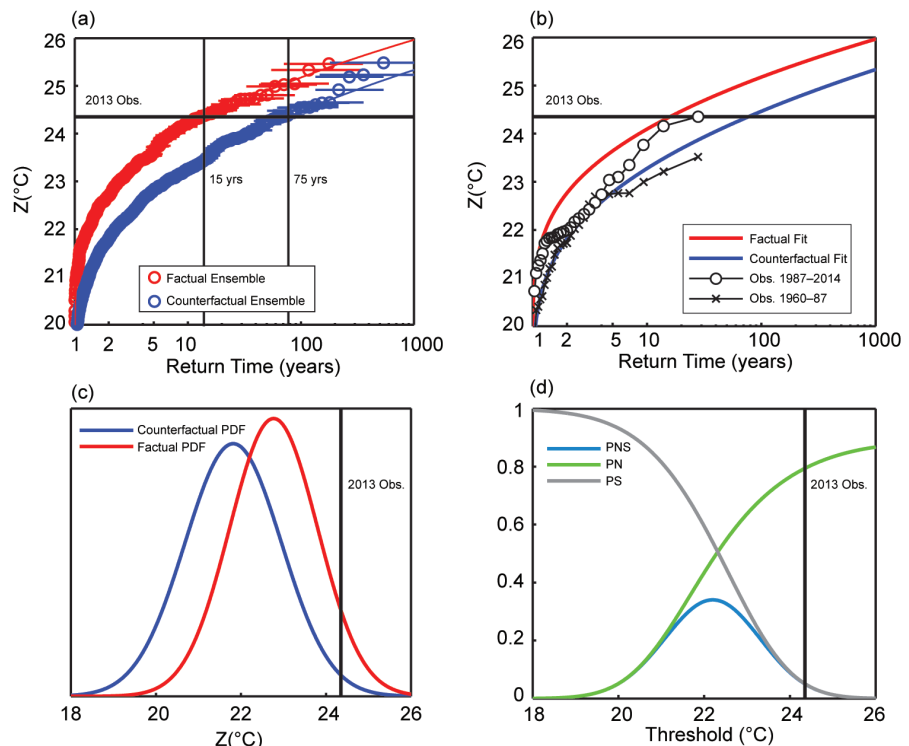 (a)
26
25
24
23
22
21
20
Z(°C)
2013 Obs.
15 yrs
75 yrs
Factual Ensemble
Counterfactual Ensemble
1
2
5
10
100
1000
Return Time (years)
(b)
26
25
24
23
22
21
20
Z(°C)
2013 Obs.
Factual Fit
Counterfactual Fit
Obs. 1987–2014
Obs. 1960–87
1
2
5
10
100
1000
Return Time (years)
(c)
Counterfactual PDF
Factual PDF
2013 Obs.
18
20
22
24
26
Z(°C)
(d)
1
0.8
0.6
0.4
0.2
0
PNS
PN
PS
2013 Obs.
18
20
22
24
26
Threshold (°C)